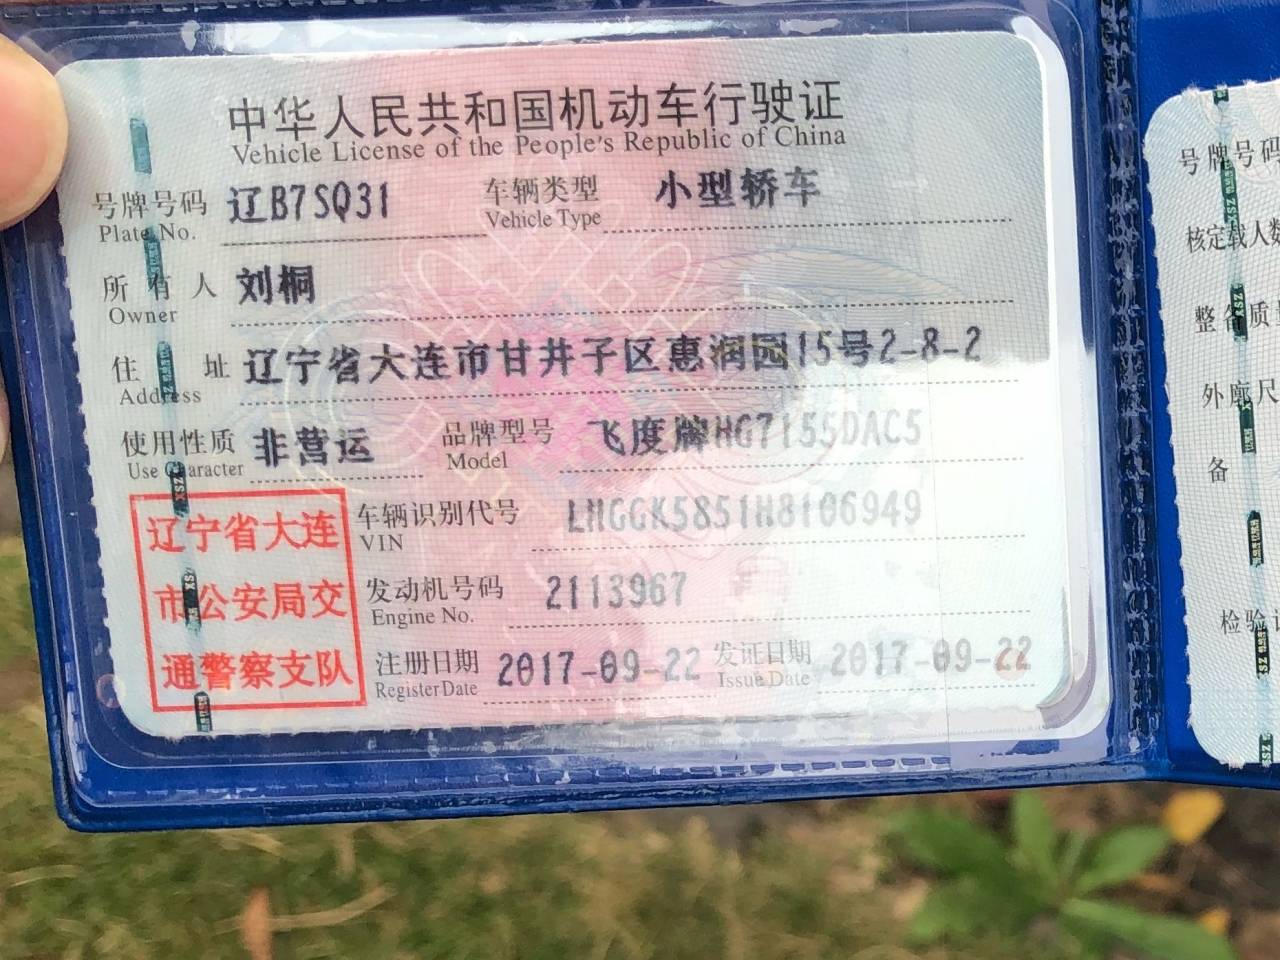 中华人民共和国机动车行驶证
Vehicle License of the People's Republic of China
号牌号码 辽B7SQ31 车辆类型 小型轿车
Plate No. Vehicle Type
所有人 刘桐
Owner
住址 辽宁省大连市甘井子区惠润园15号2-8-2
Address
使用性质 非营运 品牌型号 飞度牌HG7155DAC5
Use Character Model
辽宁省大连
市公安局交
通警察支队
车辆识别代号 LHGGK5851H8106949
VIN
发动机号码 2113967
Engine No.
注册日期 2017-09-22 发证日期 2017-09-22
Register Date Issue Date
号牌号码
核定载人数
整备质
外廓尺
备
检验